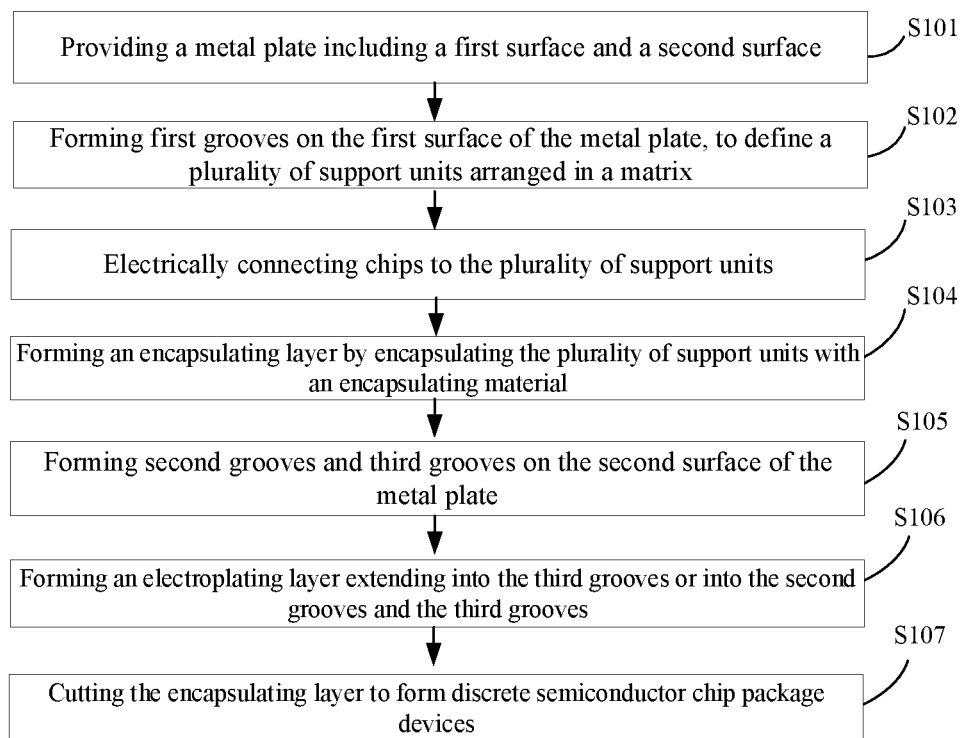 S101
Providing a metal plate including a first surface and a second surface
S102
Forming first grooves on the first surface of the metal plate, to define a
plurality of support units arranged in a matrix
S103
Electrically connecting chips to the plurality of support units
S104
Forming an encapsulating layer by encapsulating the plurality of support units with
an encapsulating material
S105
Forming second grooves and third grooves on the second surface of the
metal plate
S106
Forming an electroplating layer extending into the third grooves or into the second
grooves and the third grooves
S107
Cutting the encapsulating layer to form discrete semiconductor chip package
devices